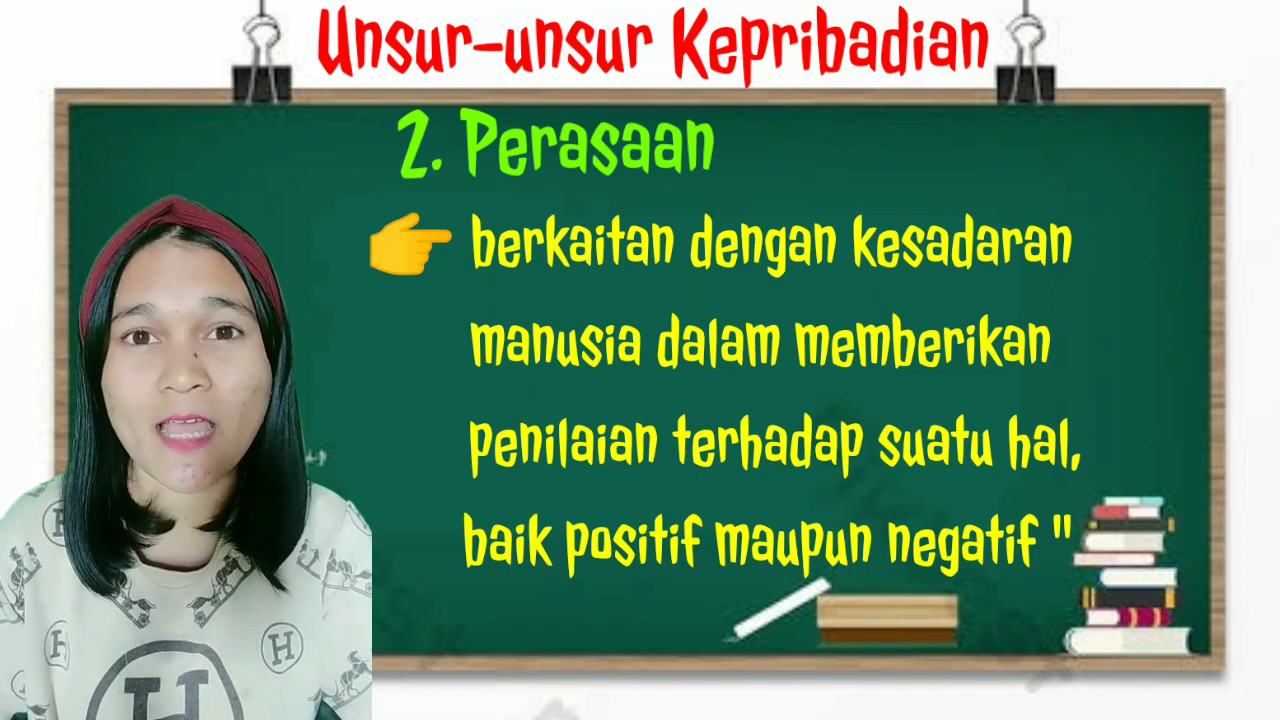 Unsur-unsur Kepribadian
2. Perasaan
berkaitan dengan kesadaran
manusia dalam memberikan
penilaian terhadap suatu hal,
baik positif maupun negatif "
H
H
H
H